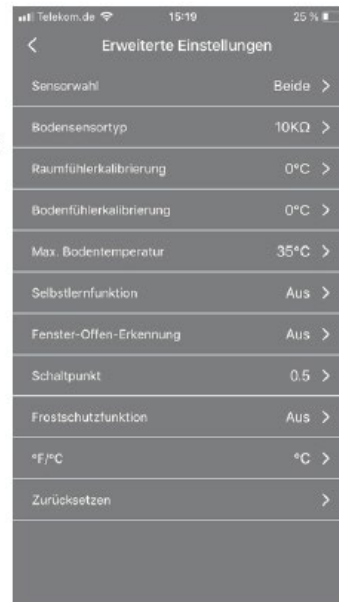 Telekom.de 15:19 25 %
Erweiterte Einstellungen
Sensorwahl Beide
Bodensensortyp 10KΩ
Raumfühlerkalibrierung 0°C
Bodenfühlerkalibrierung 0°C
Max. Bodentemperatur 35°C
Selbstlernfunktion Aus
Fenster-Offen-Erkennung Aus
Schaltpunkt 0.5
Frostschutzfunktion Aus
°F/°C °C
Zurücksetzen